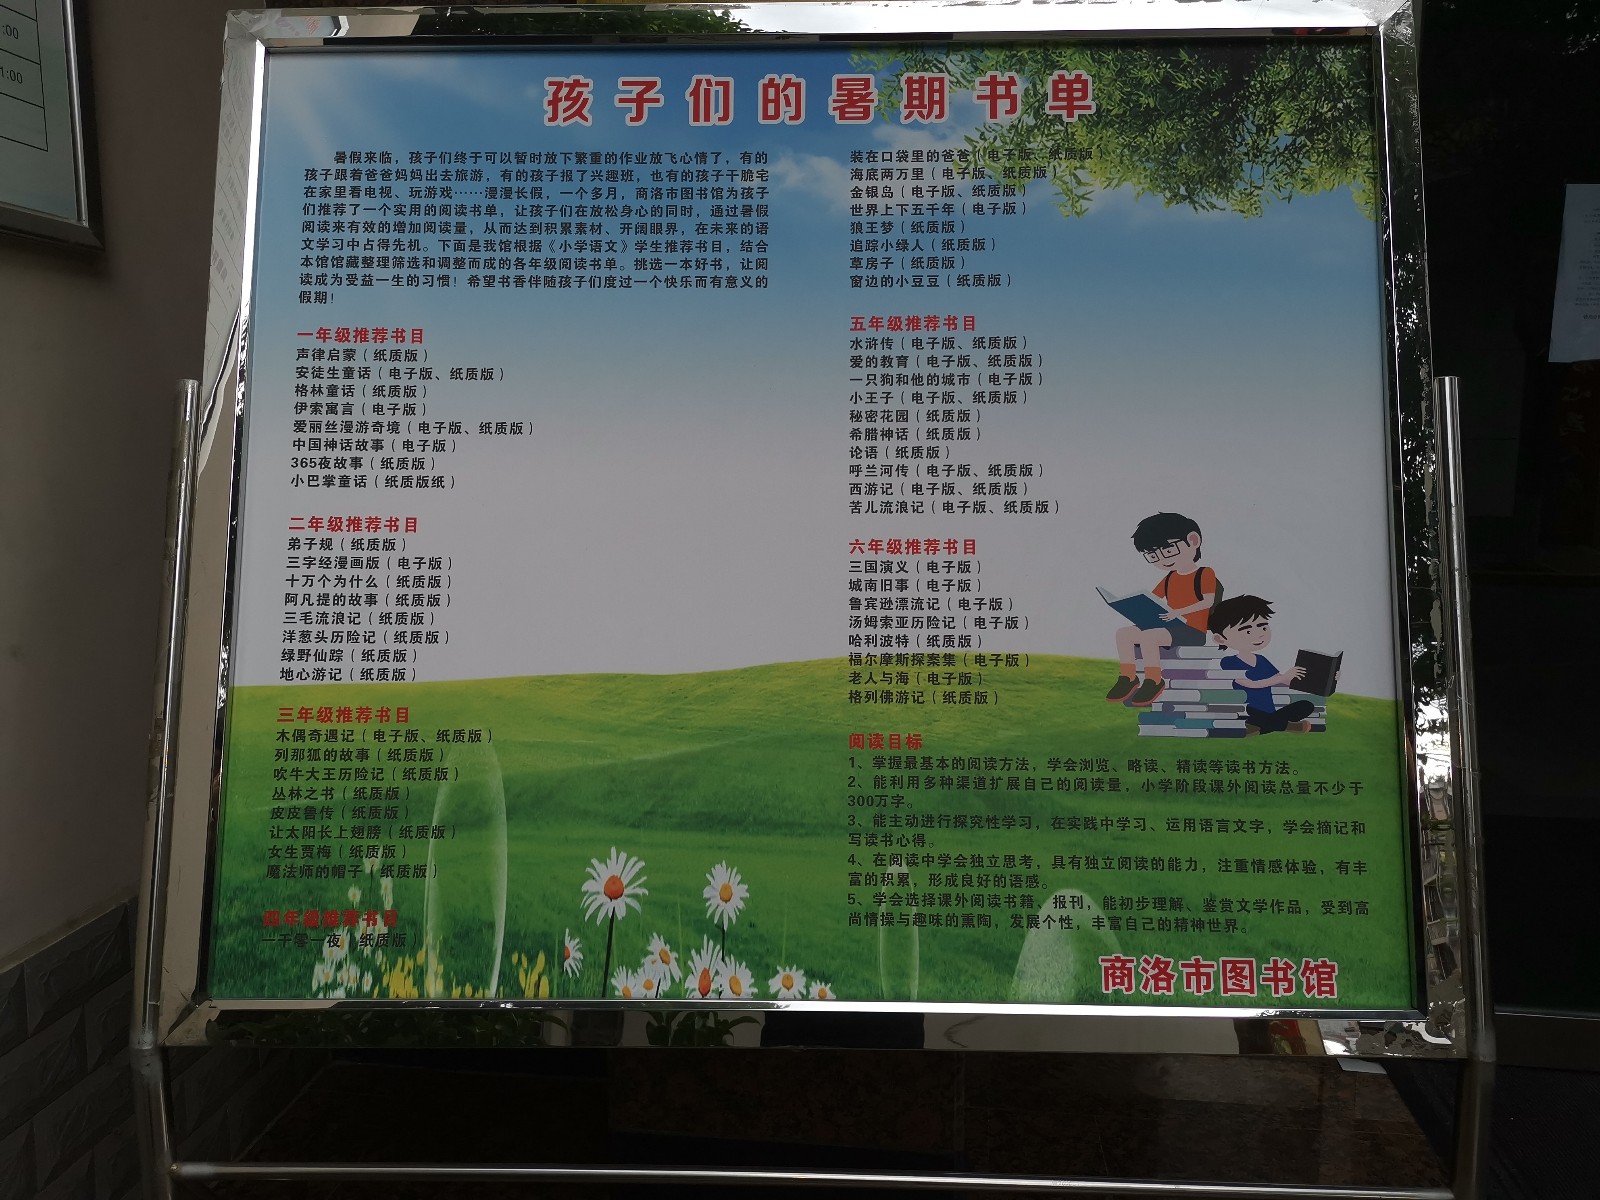 :00
1:00
孩子们的暑期书单
暑假来临，孩子们终于可以暂时放下繁重的作业放飞心情了，有的
孩子跟着爸爸妈妈出去旅游，有的孩子报了兴趣班，也有的孩子干脆宅
在家里看电视、玩游戏……漫漫长假，一个多月，商洛市图书馆为孩子
们推荐了一个实用的阅读书单，让孩子们在放松身心的同时，通过暑假
阅读来有效的增加阅读量，从而达到积累素材、开阔眼界，在未来的语
文学习中占得先机。下面是我馆根据《小学语文》学生推荐书目，结合
本馆馆藏整理筛选和调整而成的各年级阅读书单。挑选一本好书，让阅
读成为受益一生的习惯！希望书香伴随孩子们度过一个快乐而有意义的
假期！
一年级推荐书目
声律启蒙（纸质版）
安徒生童话（电子版、纸质版）
格林童话（纸质版）
伊索寓言（电子版）
爱丽丝漫游奇境（电子版、纸质版）
中国神话故事（电子版）
365夜故事（纸质版）
小巴掌童话（纸质版纸）
二年级推荐书目
弟子规（纸质版）
三字经漫画版（电子版）
十万个为什么（纸质版）
阿凡提的故事（纸质版）
三毛流浪记（纸质版）
洋葱头历险记（纸质版）
绿野仙踪（纸质版）
地心游记（纸质版）
三年级推荐书目
木偶奇遇记（电子版、纸质版）
列那狐的故事（纸质版）
吹牛大王历险记（纸质版）
丛林之书（纸质版）
皮皮鲁传（纸质版）
让太阳长上翅膀（纸质版）
女生贾梅（纸质版）
魔法师的帽子（纸质版）
四年级推荐书目
一千零一夜（纸质版）
装在口袋里的爸爸（电子版、纸质版）
海底两万里（电子版、纸质版）
金银岛（电子版、纸质版）
世界上下五千年（电子版）
狼王梦（纸质版）
追踪小绿人（纸质版）
草房子（纸质版）
窗边的小豆豆（纸质版）
五年级推荐书目
水浒传（电子版、纸质版）
爱的教育（电子版、纸质版）
一只狗和他的城市（电子版）
小王子（电子版、纸质版）
秘密花园（纸质版）
希腊神话（纸质版）
论语（纸质版）
呼兰河传（电子版、纸质版）
西游记（电子版、纸质版）
苦儿流浪记（电子版、纸质版）
六年级推荐书目
三国演义（电子版）
城南旧事（电子版）
鲁宾逊漂流记（电子版）
汤姆索亚历险记（电子版）
哈利波特（纸质版）
福尔摩斯探案集（电子版）
老人与海（电子版）
格列佛游记（纸质版）
阅读目标
1、掌握最基本的阅读方法，学会浏览、略读、精读等读书方法。
2、能利用多种渠道扩展自己的阅读量，小学阶段课外阅读总量不少于
300万字。
3、能主动进行探究性学习，在实践中学习、运用语言文字，学会摘记和
写读书心得。
4、在阅读中学会独立思考，具有独立阅读的能力，注重情感体验，有丰
富的积累，形成良好的语感。
5、学会选择课外阅读书籍、报刊，能初步理解、鉴赏文学作品，受到高
尚情操与趣味的熏陶，发展个性，丰富自己的精神世界。
商洛市图书馆